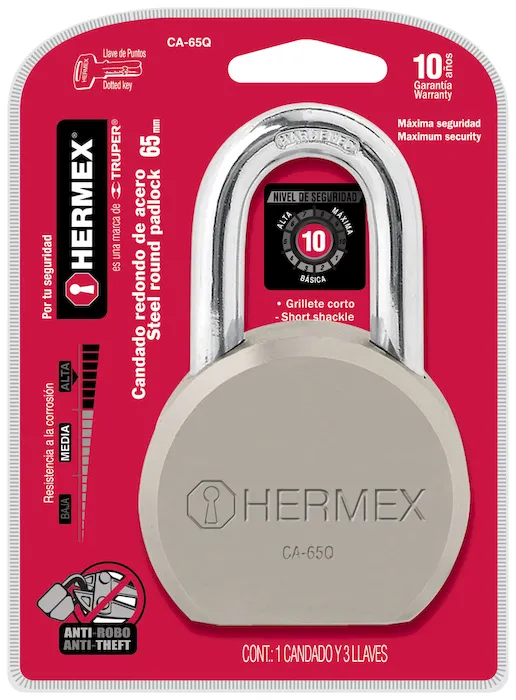 CA-65Q
Llave de Puntos
HERMEX
Dotted key
10 años
Garantía
Warranty
Máxima seguridad
Maximum security
HARDENED
NIVEL DE SEGURIDAD
ALTA
MÁXIMA
10
BÁSICA
• Grillete corto
- Short shackle
Por tu seguridad
HERMEX®
es una marca de TRUPER®
Candado redondo de acero
Steel round padlock
65 mm
Resistencia a la corrosión
ALTA
MEDIA
BAJA
HERMEX
CA-65Q
ANTI-ROBO
ANTI-THEFT
CONT.: 1 CANDADO Y 3 LLAVES